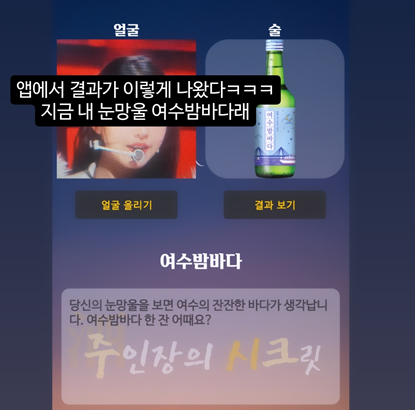 얼굴
술
앱에서 결과가 이렇게 나왔다ㅋㅋㅋ
지금 내 눈망울 여수밤바다래
여수밤바다
얼굴 올리기
결과 보기
여수밤바다
당신의 눈망울을 보면 여수의 잔잔한 바다가 생각납니
다. 여수밤바다 한 잔 어때요?
주인장의 시크릿